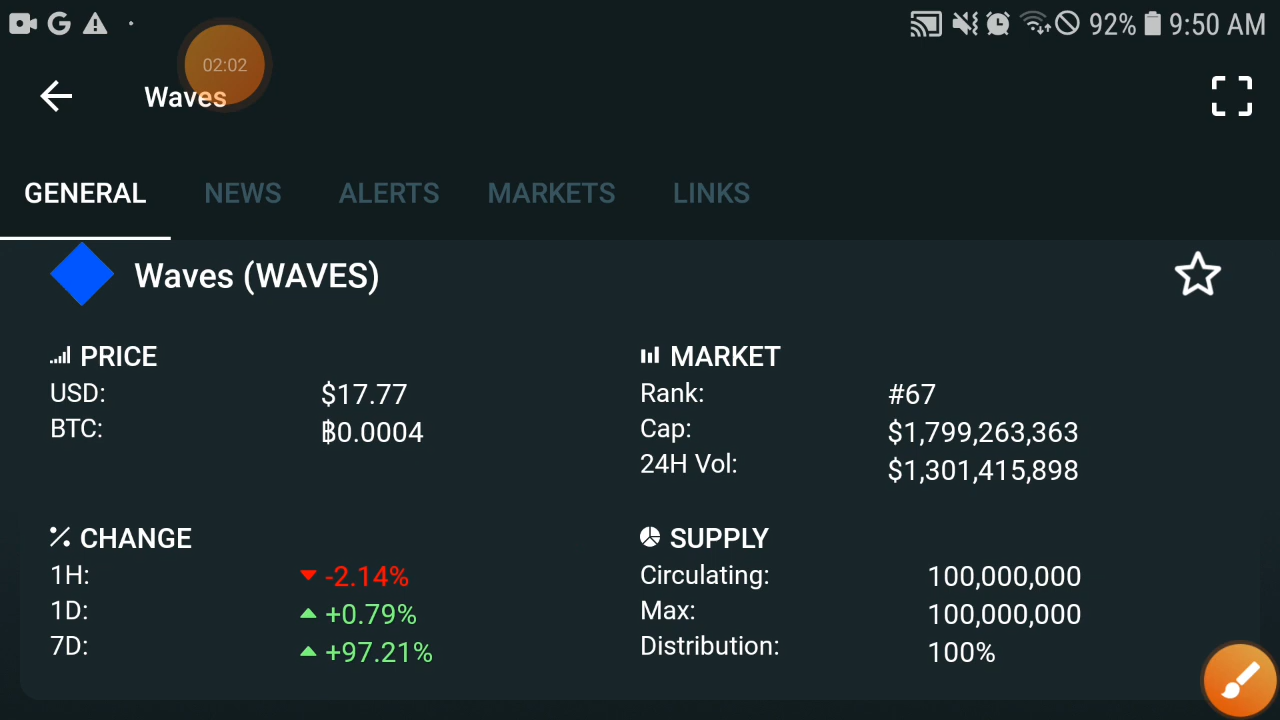 92% 9:50 AM
02:02
Waves
GENERAL NEWS ALERTS MARKETS LINKS
Waves (WAVES)
PRICE
USD: $17.77
BTC: ฿0.0004
MARKET
Rank: #67
Cap: $1,799,263,363
24H Vol: $1,301,415,898
CHANGE
1H: -2.14%
1D: +0.79%
7D: +97.21%
SUPPLY
Circulating: 100,000,000
Max: 100,000,000
Distribution: 100%